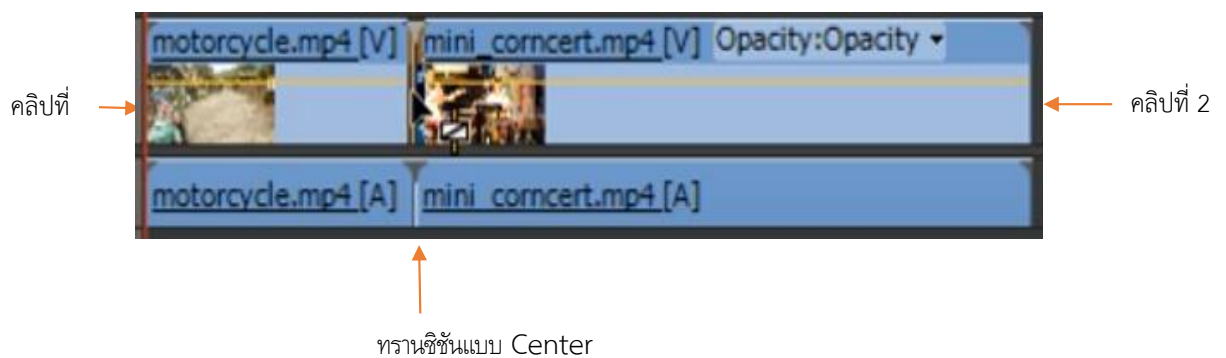 motorcycle.mp4 [V] mini_corncert.mp4 [V] Opacity:Opacity
คลิปที่ คลิปที่ 2
motorcycle.mp4 [A] mini_corncert.mp4 [A]
ทรานซิชันแบบ Center